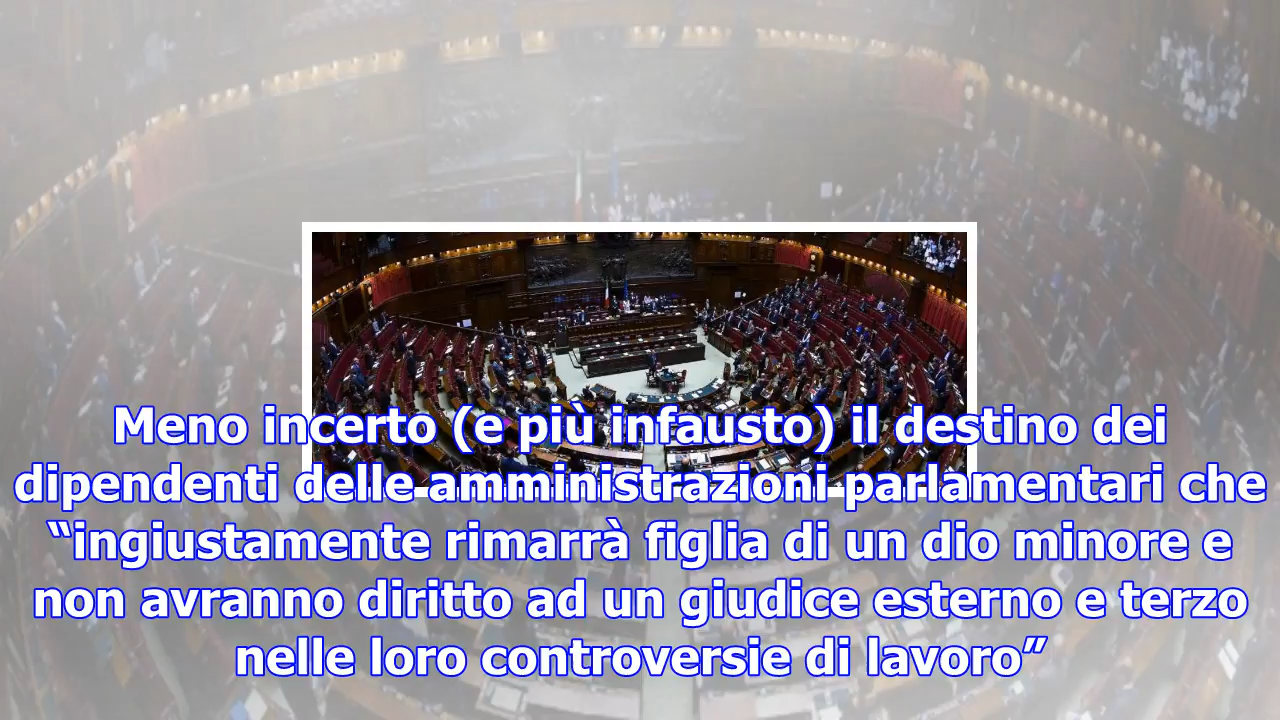 Meno incerto (e più infausto) il destino dei
dipendenti delle amministrazioni parlamentari che
“ingiustamente rimarrà figlia di un dio minore e
non avranno diritto ad un giudice esterno e terzo
nelle loro controversie di lavoro”